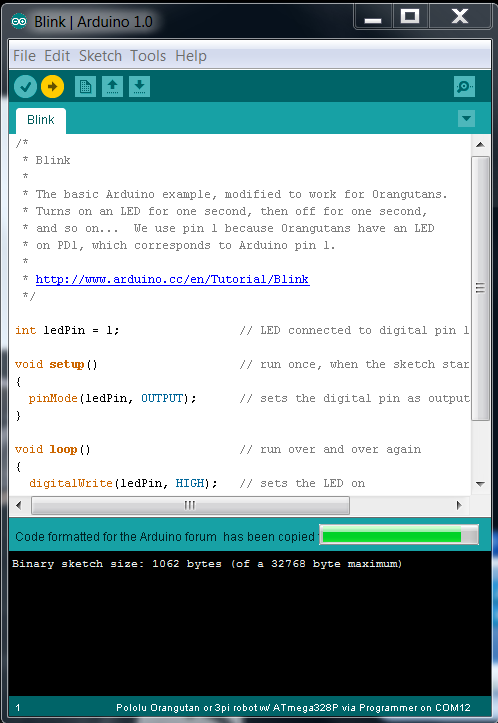 Blink | Arduino 1.0
File Edit Sketch Tools Help
Blink
/*
 * Blink
 *
 * The basic Arduino example, modified to work for Orangutans.
 * Turns on an LED for one second, then off for one second,
 * and so on...  We use pin 1 because Orangutans have an LED
 * on PD1, which corresponds to Arduino pin 1.
 *
 * http://www.arduino.cc/en/Tutorial/Blink
 */
int ledPin = 1;                 // LED connected to digital pin 1
void setup()                    // run once, when the sketch star
{
  pinMode(ledPin, OUTPUT);      // sets the digital pin as output
}
void loop()                     // run over and over again
{
  digitalWrite(ledPin, HIGH);   // sets the LED on
Code formatted for the Arduino forum  has been copied
Binary sketch size: 1062 bytes (of a 32768 byte maximum)
1 Pololu Orangutan or 3pi robot w/ ATmega328P via Programmer on COM12